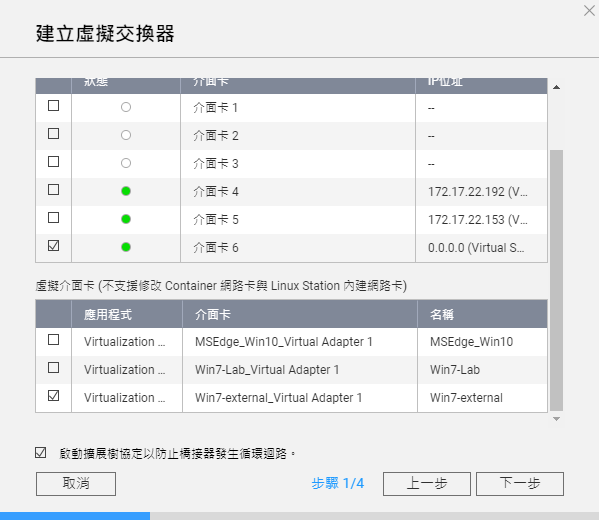 建立虛擬交換器
狀態 介面卡 IP位址
介面卡 1 --
介面卡 2 --
介面卡 3 --
介面卡 4 172.17.22.192 (V...
介面卡 5 172.17.22.153 (V...
介面卡 6 0.0.0.0 (Virtual S...
虛擬介面卡 (不支援修改 Container 網路卡與 Linux Station 內建網路卡)
應用程式 介面卡 名稱
Virtualization ... MSEdge_Win10_Virtual Adapter 1 MSEdge_Win10
Virtualization ... Win7-Lab_Virtual Adapter 1 Win7-Lab
Virtualization ... Win7-external_Virtual Adapter 1 Win7-external
啟動擴展樹協定以防止橋接器發生循環迴路。
取消 步驟 1/4 上一步 下一步